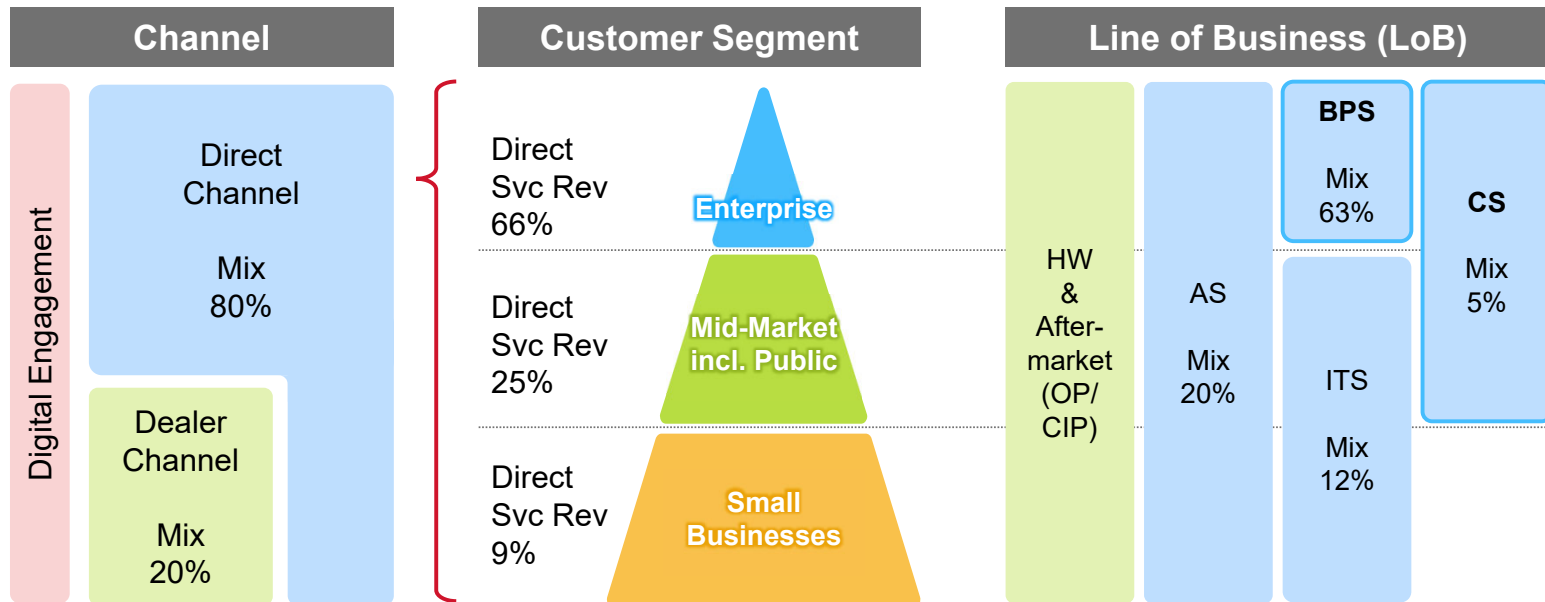 Channel
Customer Segment
Line of Business (LoB)
Digital Engagement
Direct
Channel
Mix
80%
Dealer
Channel
Mix
20%
Direct
Svc Rev
66%
Enterprise
Direct
Svc Rev
25%
Mid-Market
incl. Public
Direct
Svc Rev
9%
Small
Businesses
HW
&
After-
market
(OP/
CIP)
AS
Mix
20%
BPS
Mix
63%
ITS
Mix
12%
CS
Mix
5%